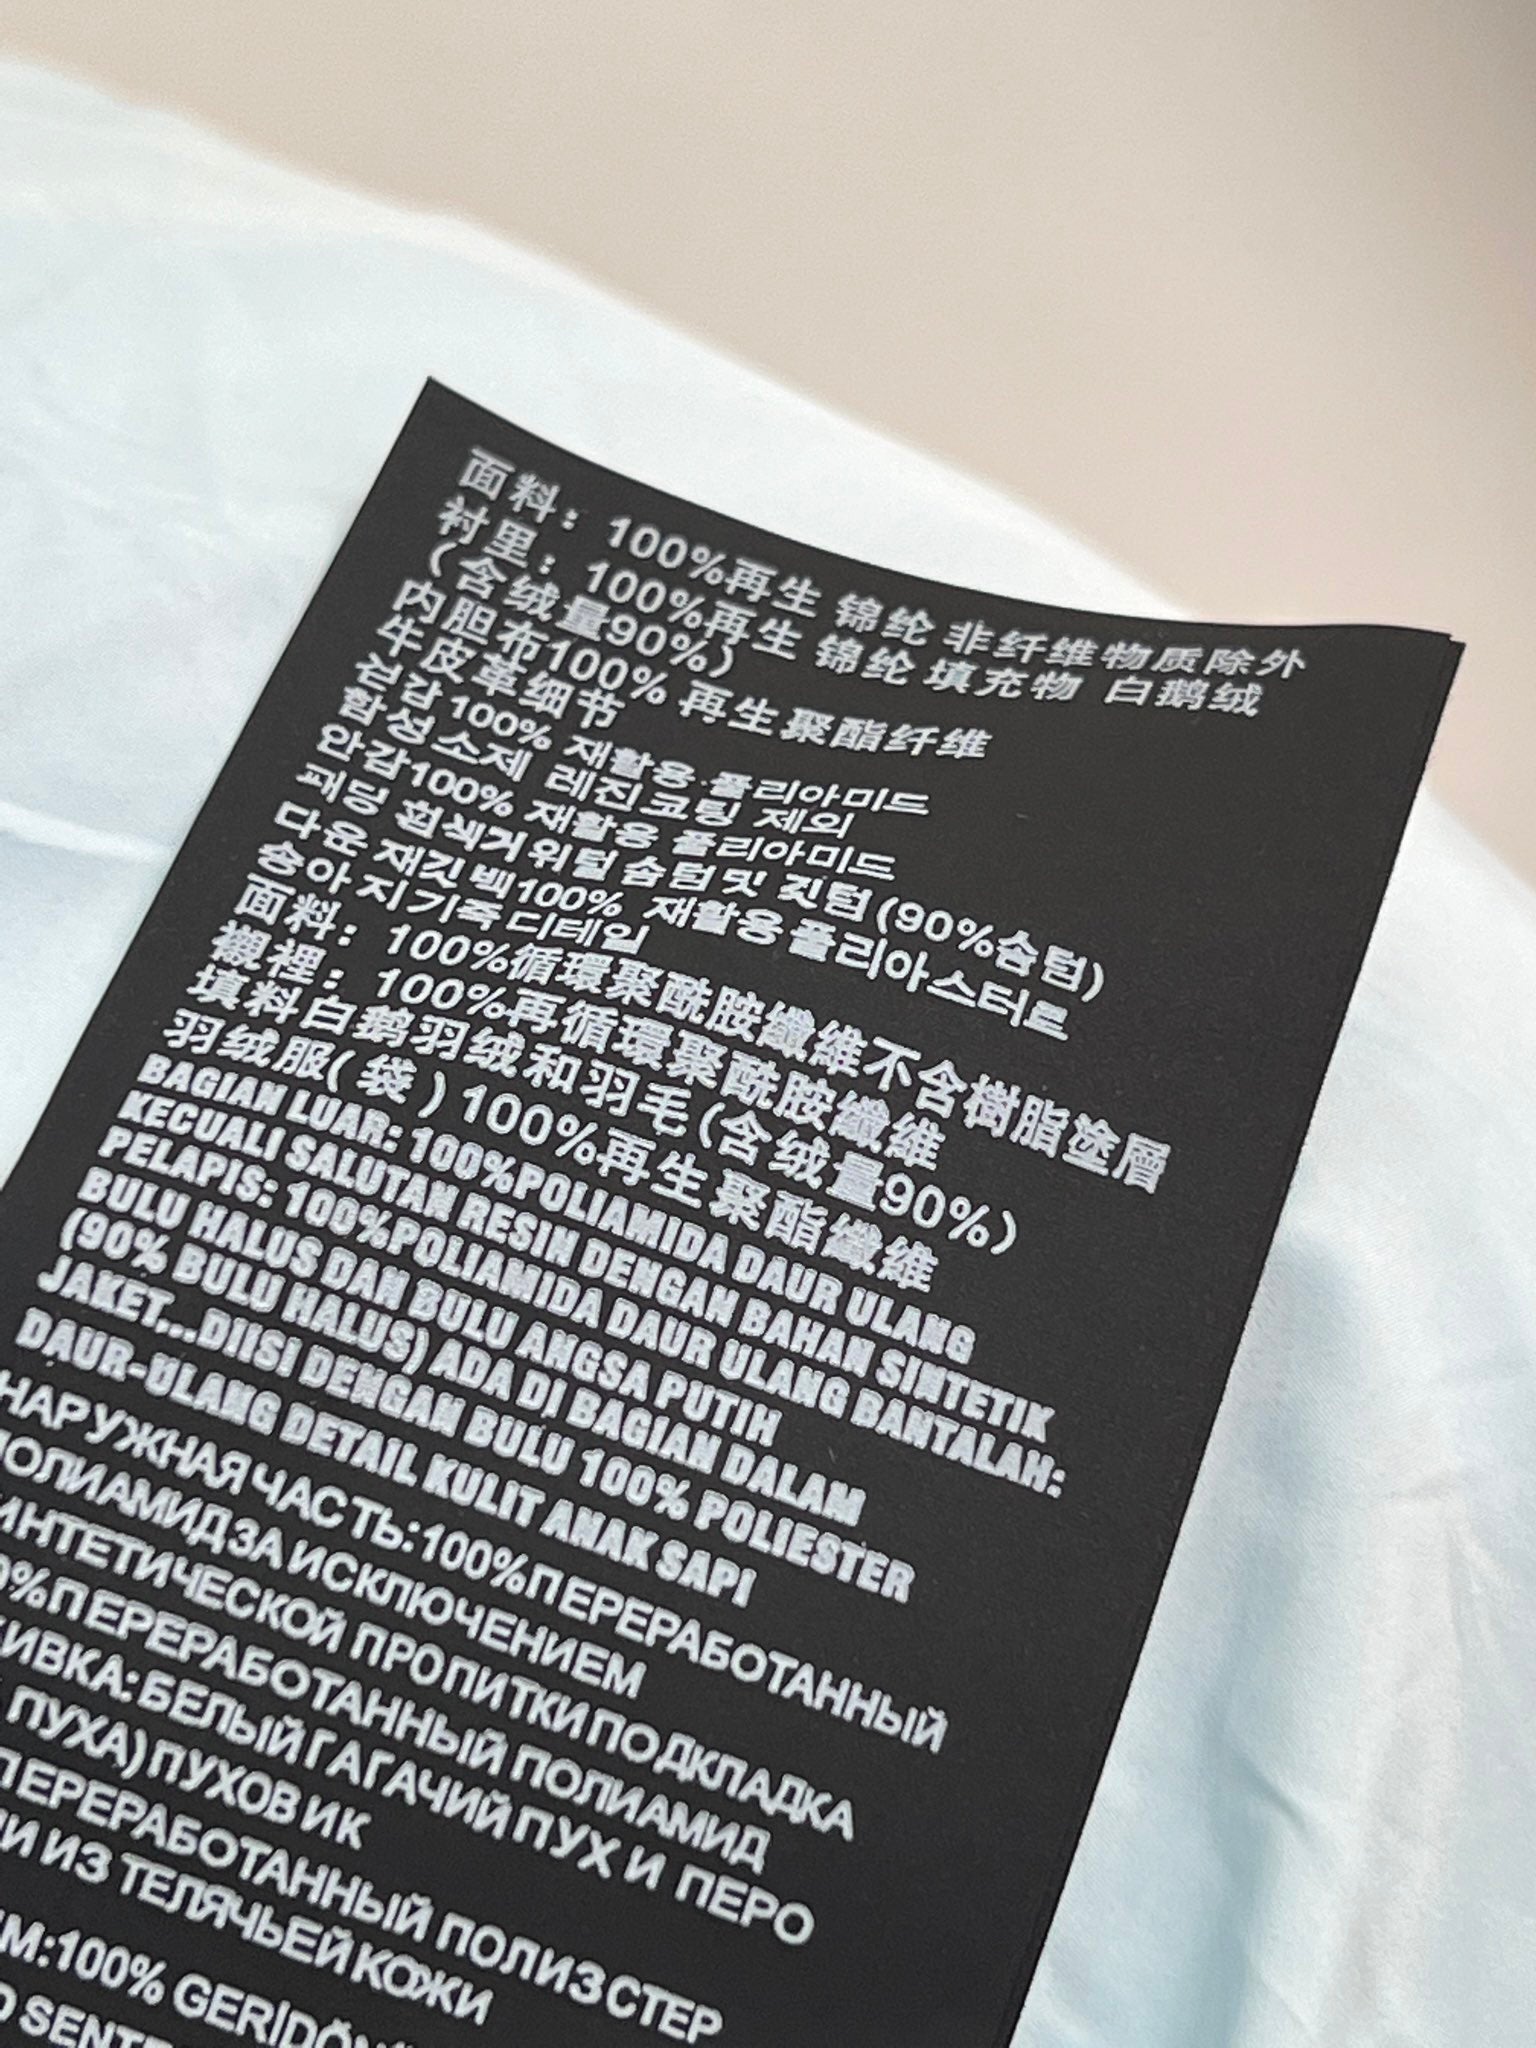 面料：100%再生 锦纶 非纤维物质除外
衬里：100%再生 锦纶 填充物 白鹅绒
（含绒量90%）
内胆布100% 再生聚酯纤维
牛皮革细节
겉감100% 재활용 폴리아미드
합성소제 레진코팅 제외
안감100% 재활용 폴리아미드
패딩 흰색거위털 솜털및 깃털(90%솜털)
다운 재킷 백100% 재활용폴리아스터르
송아지가죽디테일
面料：100%循環聚酰胺纖維不含樹脂塗層
襯裡：100%再循環聚酰胺纖維
填料白鹅羽绒和羽毛(含绒量90%)
羽绒服(袋)100%再生聚酯纖維
BAGIAN LUAR: 100%POLIAMIDA DAUR ULANG
KECUALI SALUTAN RESIN DENGAN BAHAN SINTETIK
PELAPIS: 100%POLIAMIDA DAUR ULANG BANTALAH:
BULU HALUS DAN BULU ANGSA PUTIH
(90% BULU HALUS) ADA DI BAGIAN DALAM
JAKET...DIISI DENGAN BULU 100% POLIESTER
DAUR-ULANG DETAIL KULIT ANAK SAPI
НАРУЖНАЯ ЧАСТЬ:100%ПЕРЕРАБОТАННЫЙ
ПОЛИАМИД ЗА ИСКЛЮЧЕНИЕМ
ИНТЕТИЧЕСКОЙ ПРОПИТКИ ПОДКЛАДКА
0%ПЕРЕРАБОТАННЫЙ ПОЛИАМИД
ИВКА: БЕЛЫЙ ГАГАЧИЙ ПУХ И ПЕРО
ПУХА) ПУХОВИК
ПЕРЕРАБОТАННЫЙ ПОЛИЭСТЕР
И ИЗ ТЕЛЯЧЬЕЙ КОЖИ
M:100% GERİDÖN
SENTE